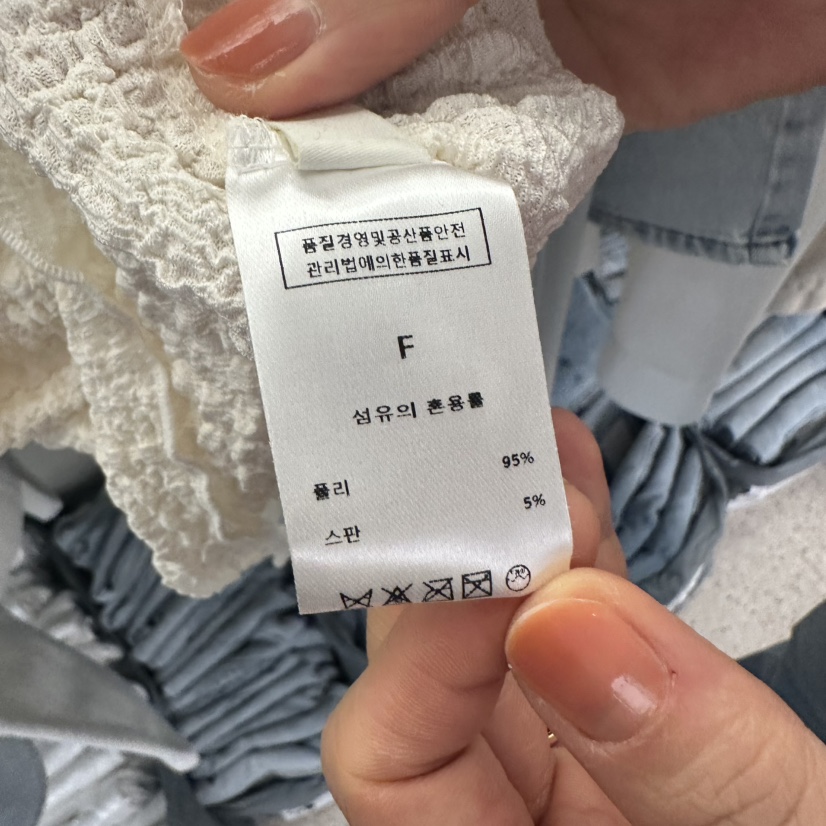 품질경영및공산품안전
관리법에의한품질표시
F
섬유의 혼용률
폴리 95%
스판 5%